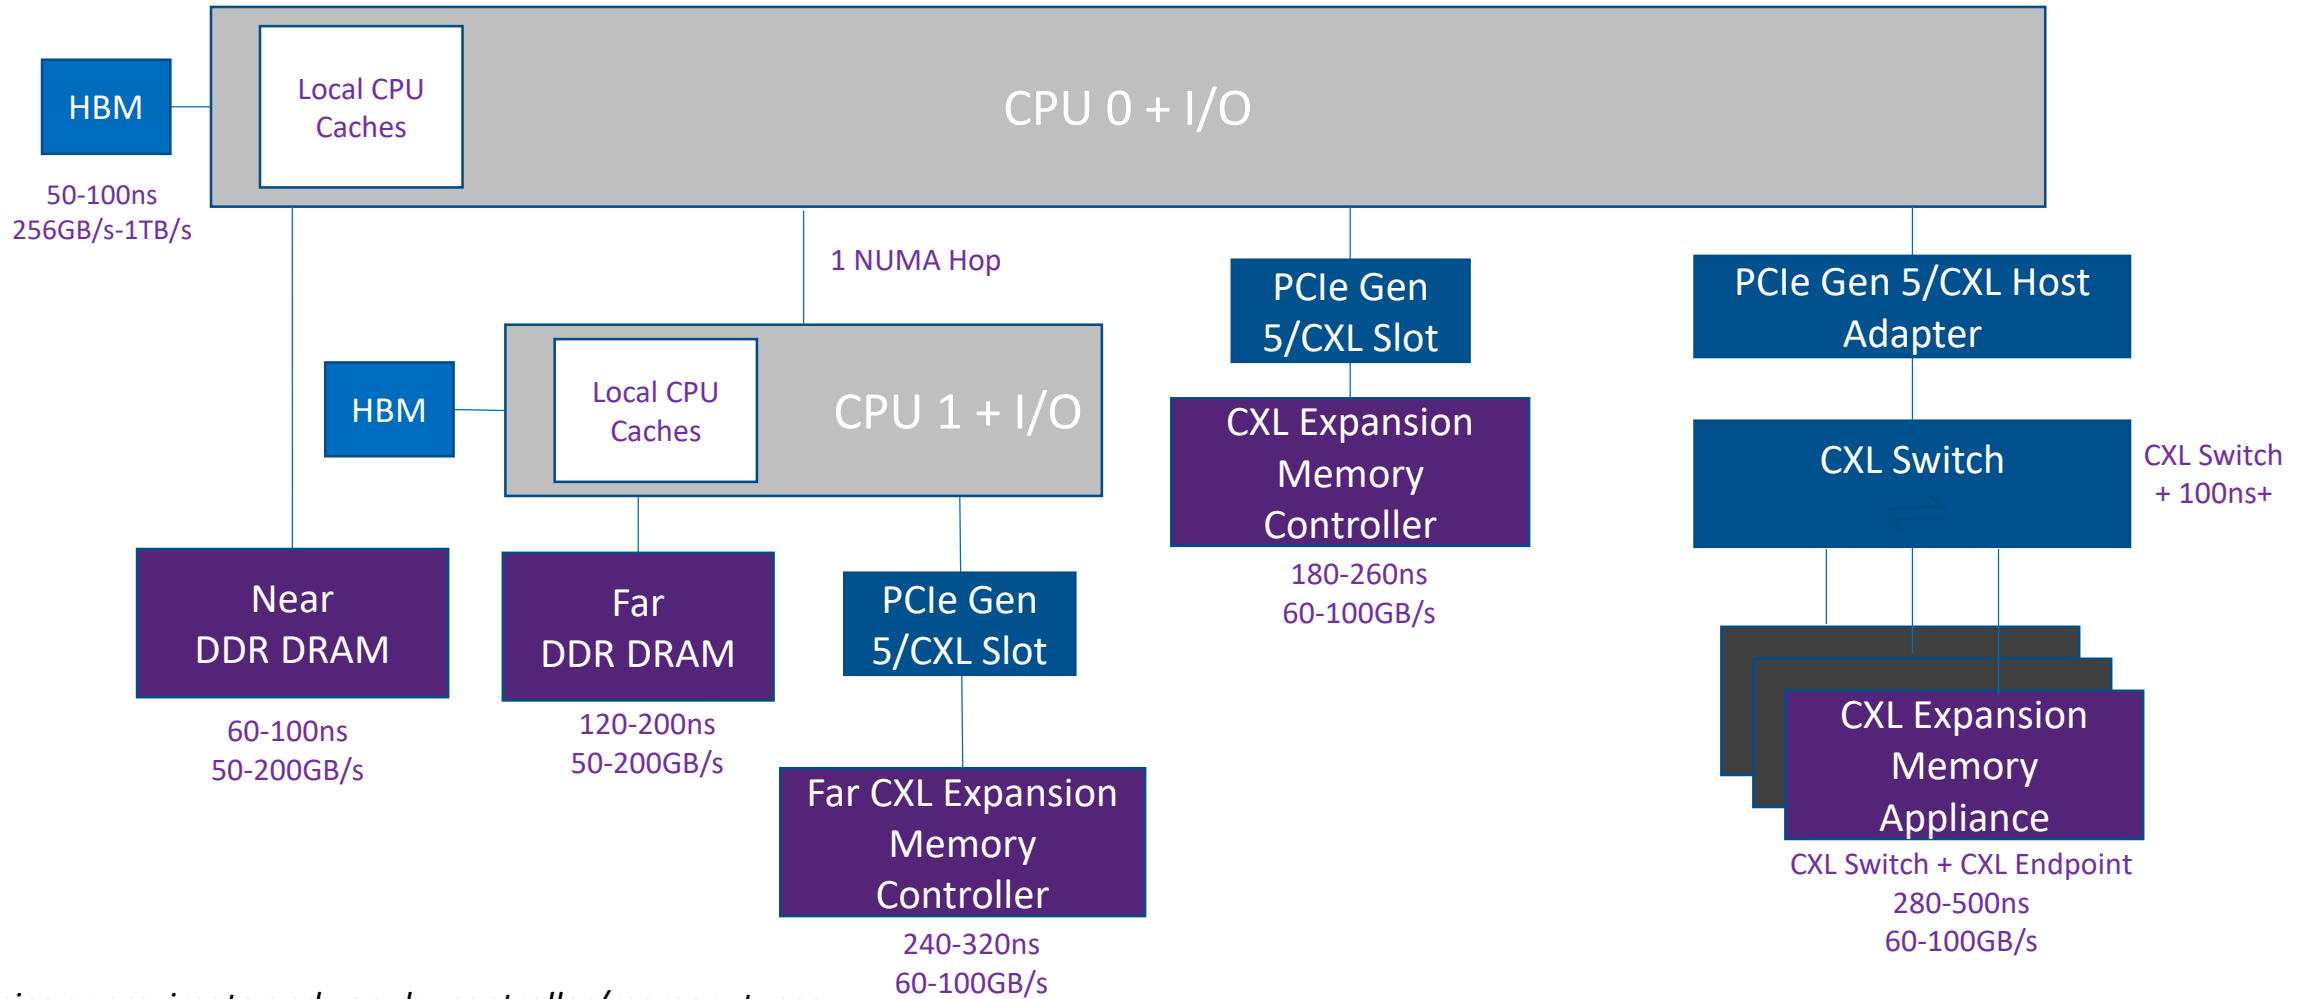 HBM
50-100ns
256GB/s-1TB/s
Local CPU
Caches
CPU 0 + I/O
1 NUMA Hop
HBM
Local CPU
Caches
CPU 1 + I/O
Near
DDR DRAM
60-100ns
50-200GB/s
Far
DDR DRAM
120-200ns
50-200GB/s
PCIe Gen
5/CXL Slot
Far CXL Expansion
Memory
Controller
240-320ns
60-100GB/s
PCIe Gen
5/CXL Slot
CXL Expansion
Memory
Controller
180-260ns
60-100GB/s
PCIe Gen 5/CXL Host
Adapter
CXL Switch
CXL Switch
+ 100ns+
CXL Expansion
Memory
Appliance
CXL Switch + CXL Endpoint
280-500ns
60-100GB/s